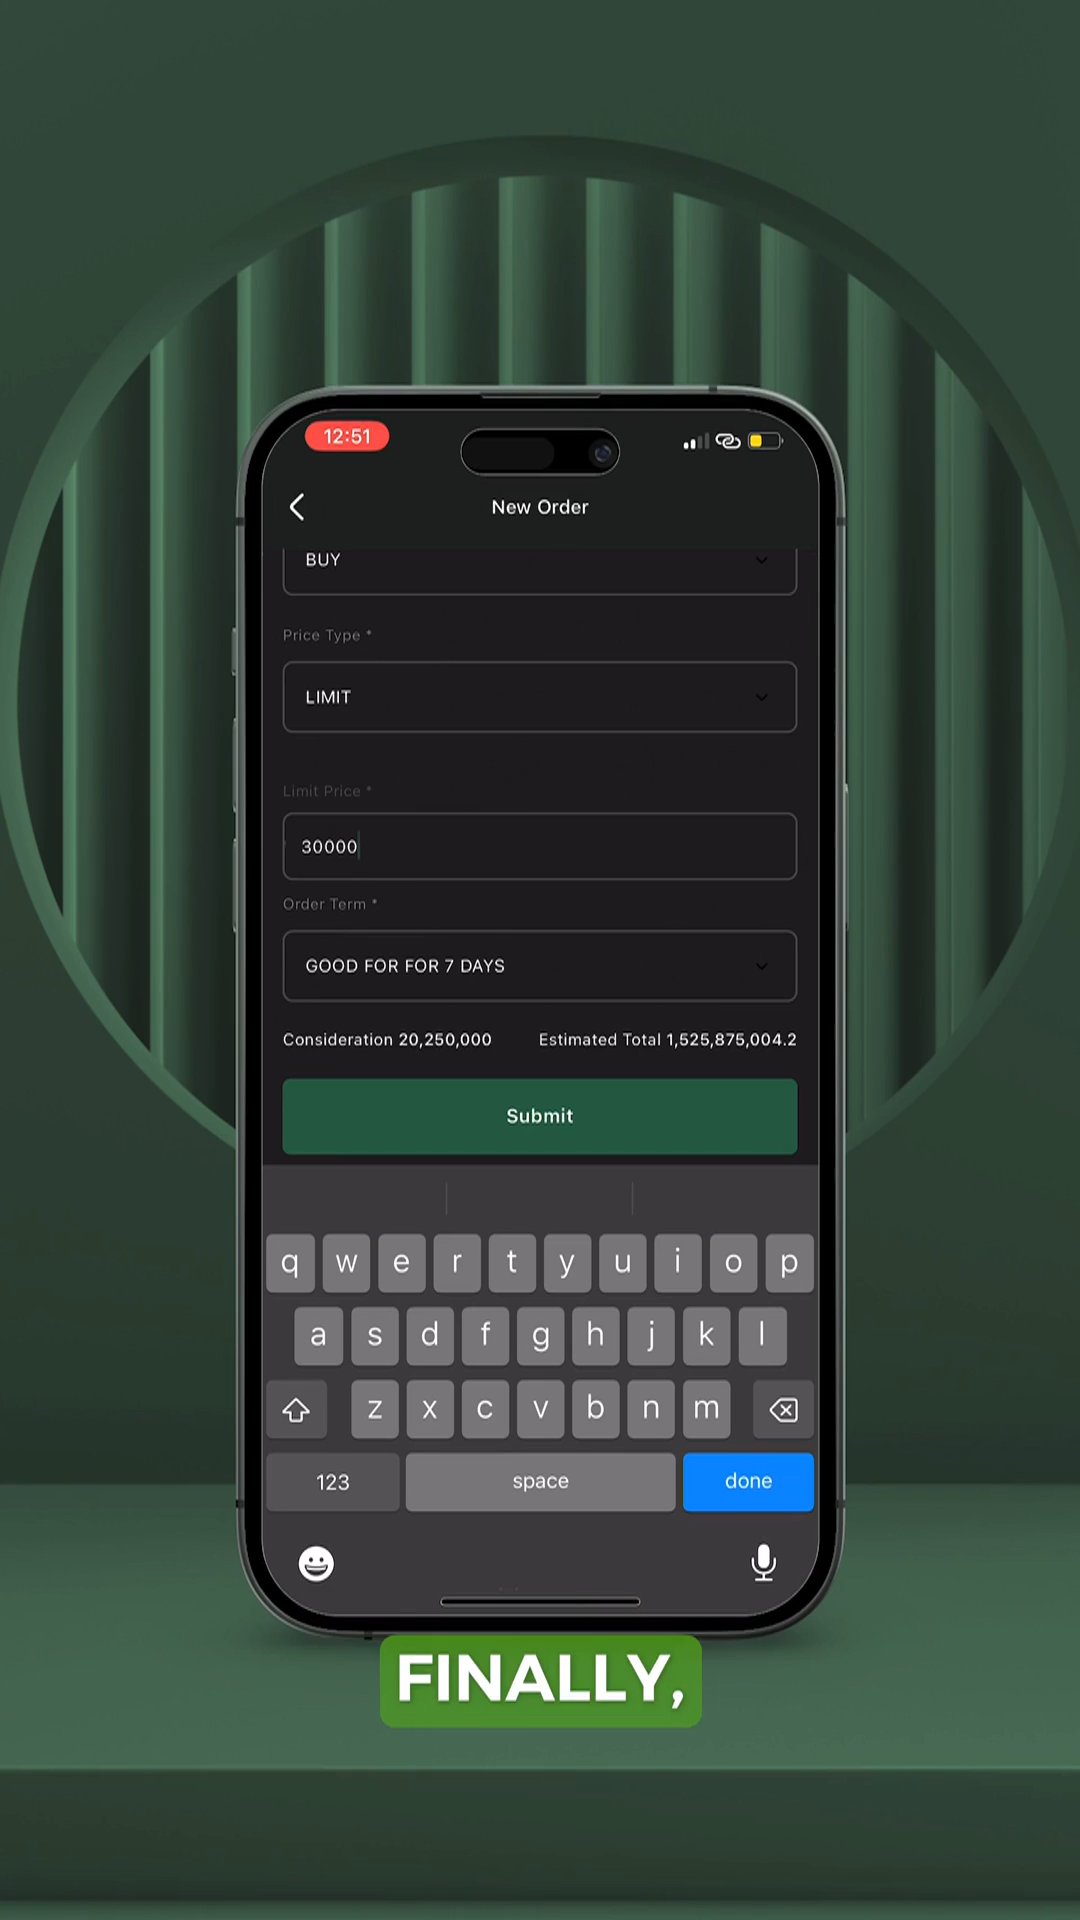 12:51
New Order
BUY
Price Type *
LIMIT
Limit Price *
30000
Order Term *
GOOD FOR FOR 7 DAYS
Consideration 20,250,000 Estimated Total 1,525,875,004.2
Submit
q w e r t y u i o p
a s d f g h j k l
z x c v b n m
123 space done
FINALLY,